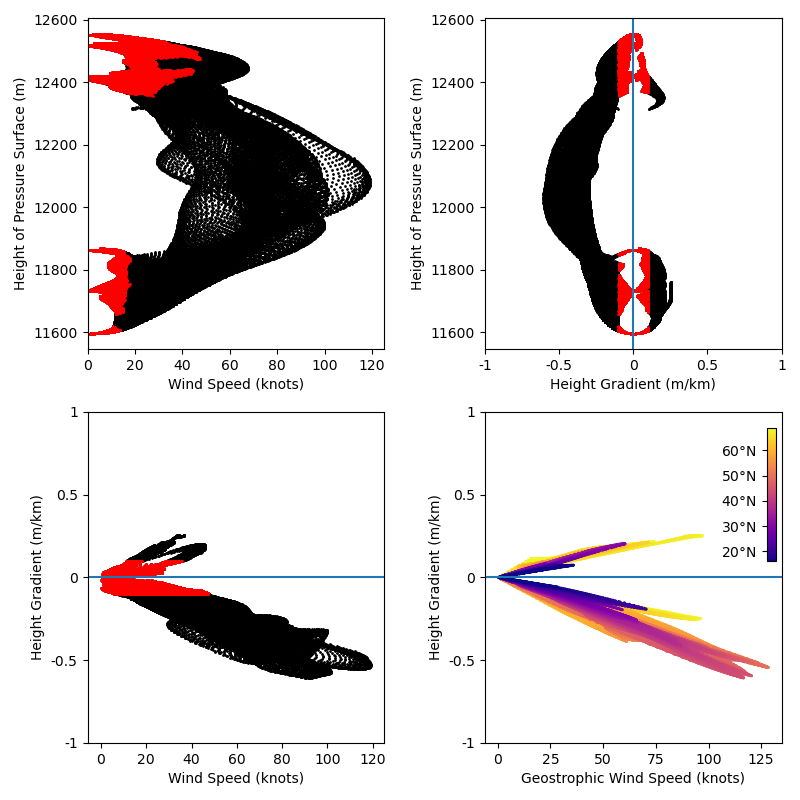 12600
12400
12200
12000
11800
11600
Height of Pressure Surface (m)
0 20 40 60 80 100 120
Wind Speed (knots)
12600
12400
12200
12000
11800
11600
Height of Pressure Surface (m)
-1 -0.5 0 0.5 1
Height Gradient (m/km)
1
0.5
0
-0.5
-1
Height Gradient (m/km)
0 20 40 60 80 100 120
Wind Speed (knots)
1
0.5
0
-0.5
-1
Height Gradient (m/km)
60°N
50°N
40°N
30°N
20°N
0 25 50 75 100 125
Geostrophic Wind Speed (knots)